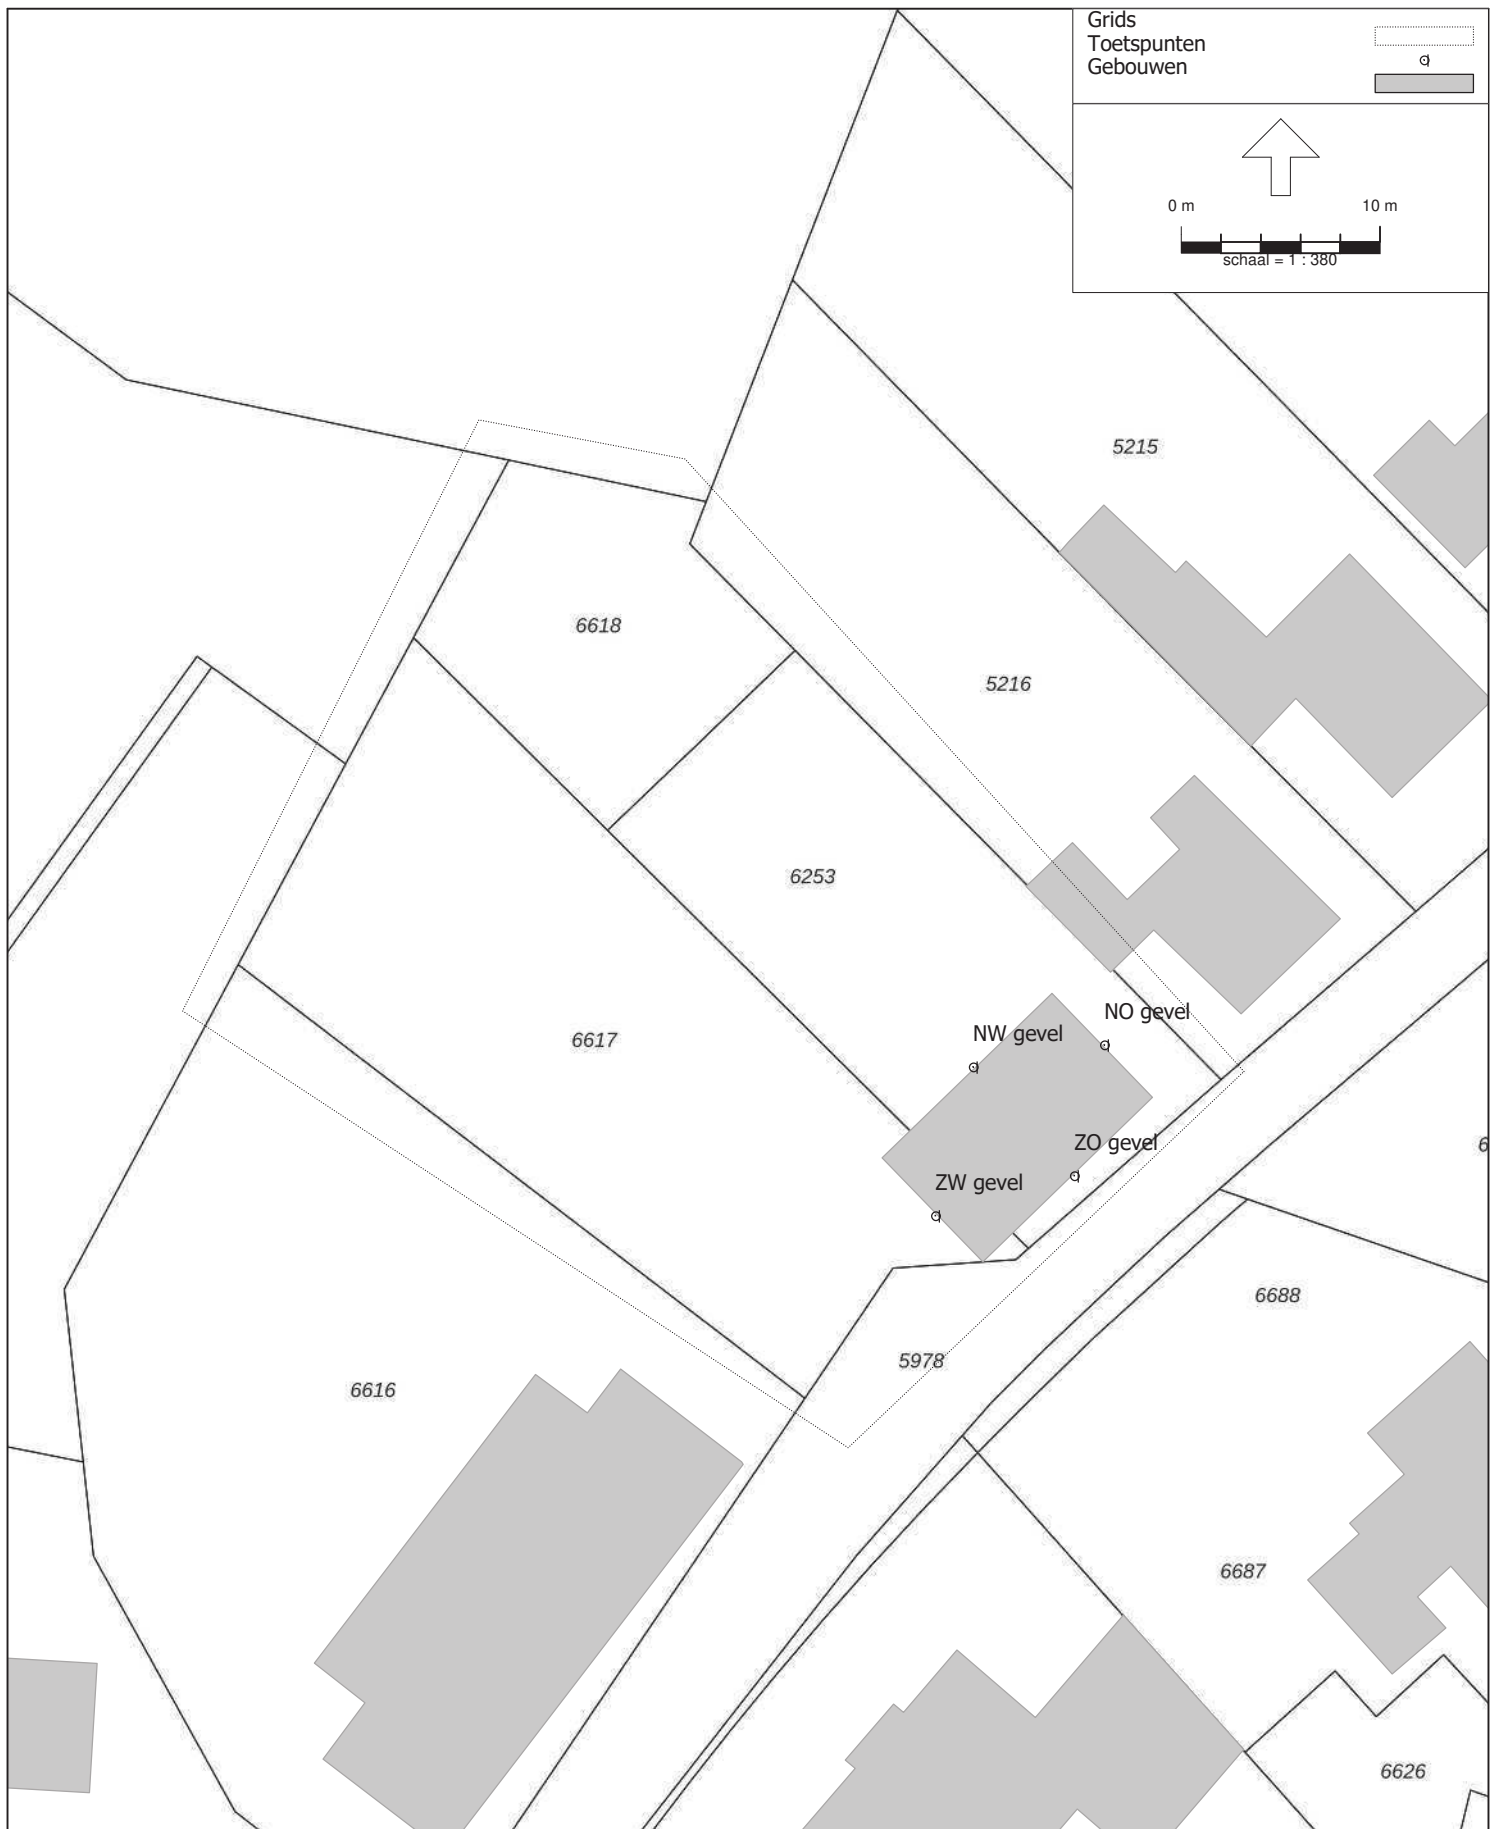 Grids
Toetspunten
Gebouwen
0 m 10 m
schaal = 1 : 380
5215
6618
5216
6253
NO gevel
NW gevel
6617
ZO gevel
6
ZW gevel
6688
5978
6616
6687
6626